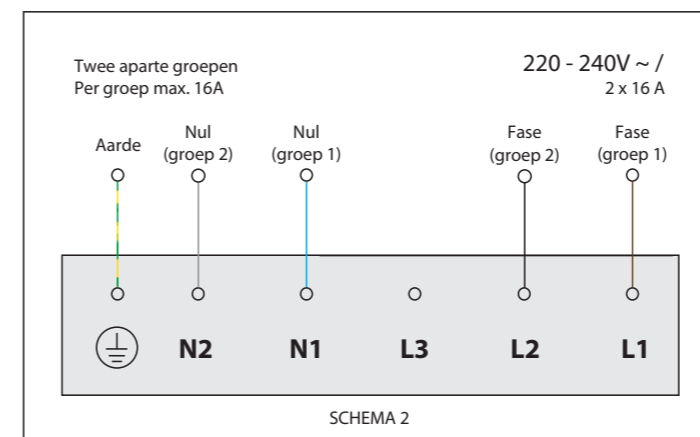 Twee aparte groepen
Per groep max. 16A
220 - 240V ~ /
2 x 16 A
Aarde
Nul
(groep 2)
Nul
(groep 1)
Fase
(groep 2)
Fase
(groep 1)
N2
N1
L3
L2
L1
SCHEMA 2